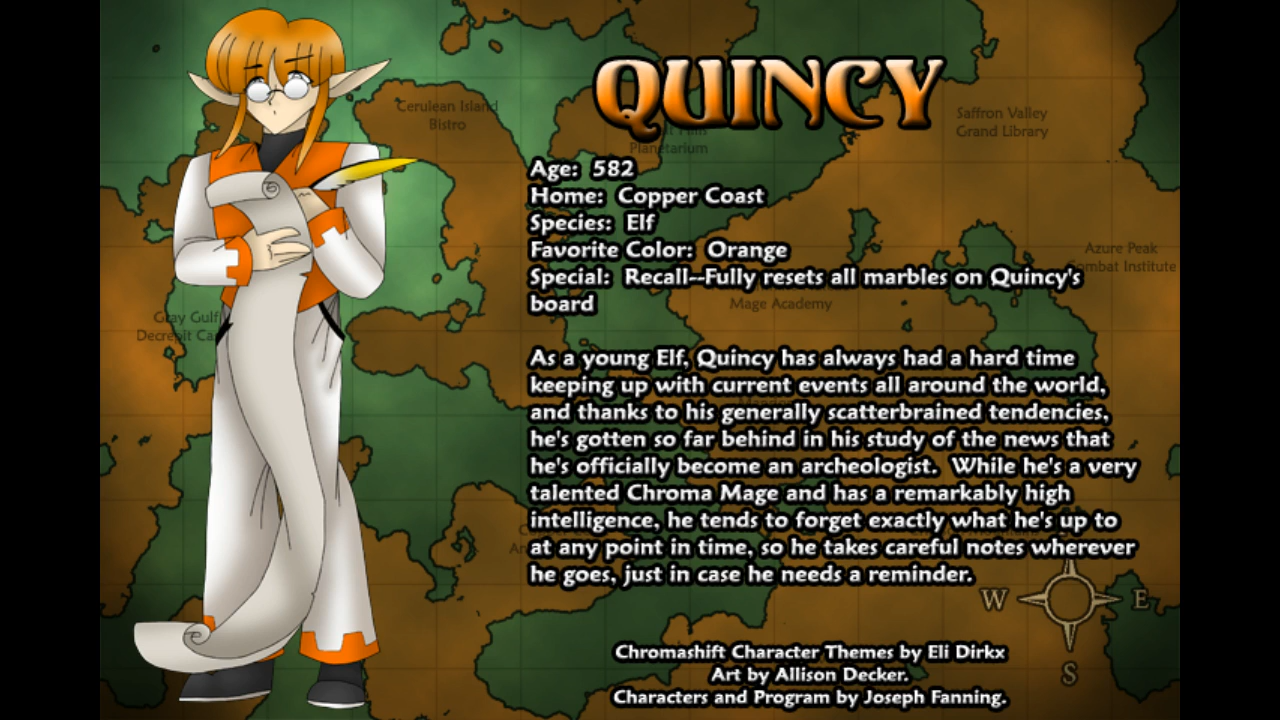 QUINCY
Cerulean Island
Bistro
Saffron Valley
Grand Library
Planetarium
Age:  582
Home:  Copper Coast
Species:  Elf
Favorite Color:  Orange
Special:  Recall--Fully resets all marbles on Quincy's
board
Azure Peak
Combat Institute
Mage Academy
Gray Gulf
Decrepit
As a young Elf, Quincy has always had a hard time
keeping up with current events all around the world,
and thanks to his generally scatterbrained tendencies,
he's gotten so far behind in his study of the news that
he's officially become an archeologist.  While he's a very
talented Chroma Mage and has a remarkably high
intelligence, he tends to forget exactly what he's up to
at any point in time, so he takes careful notes wherever
he goes, just in case he needs a reminder.
W E
S
Chromashift Character Themes by Eli Dirkx
Art by Allison Decker.
Characters and Program by Joseph Fanning.